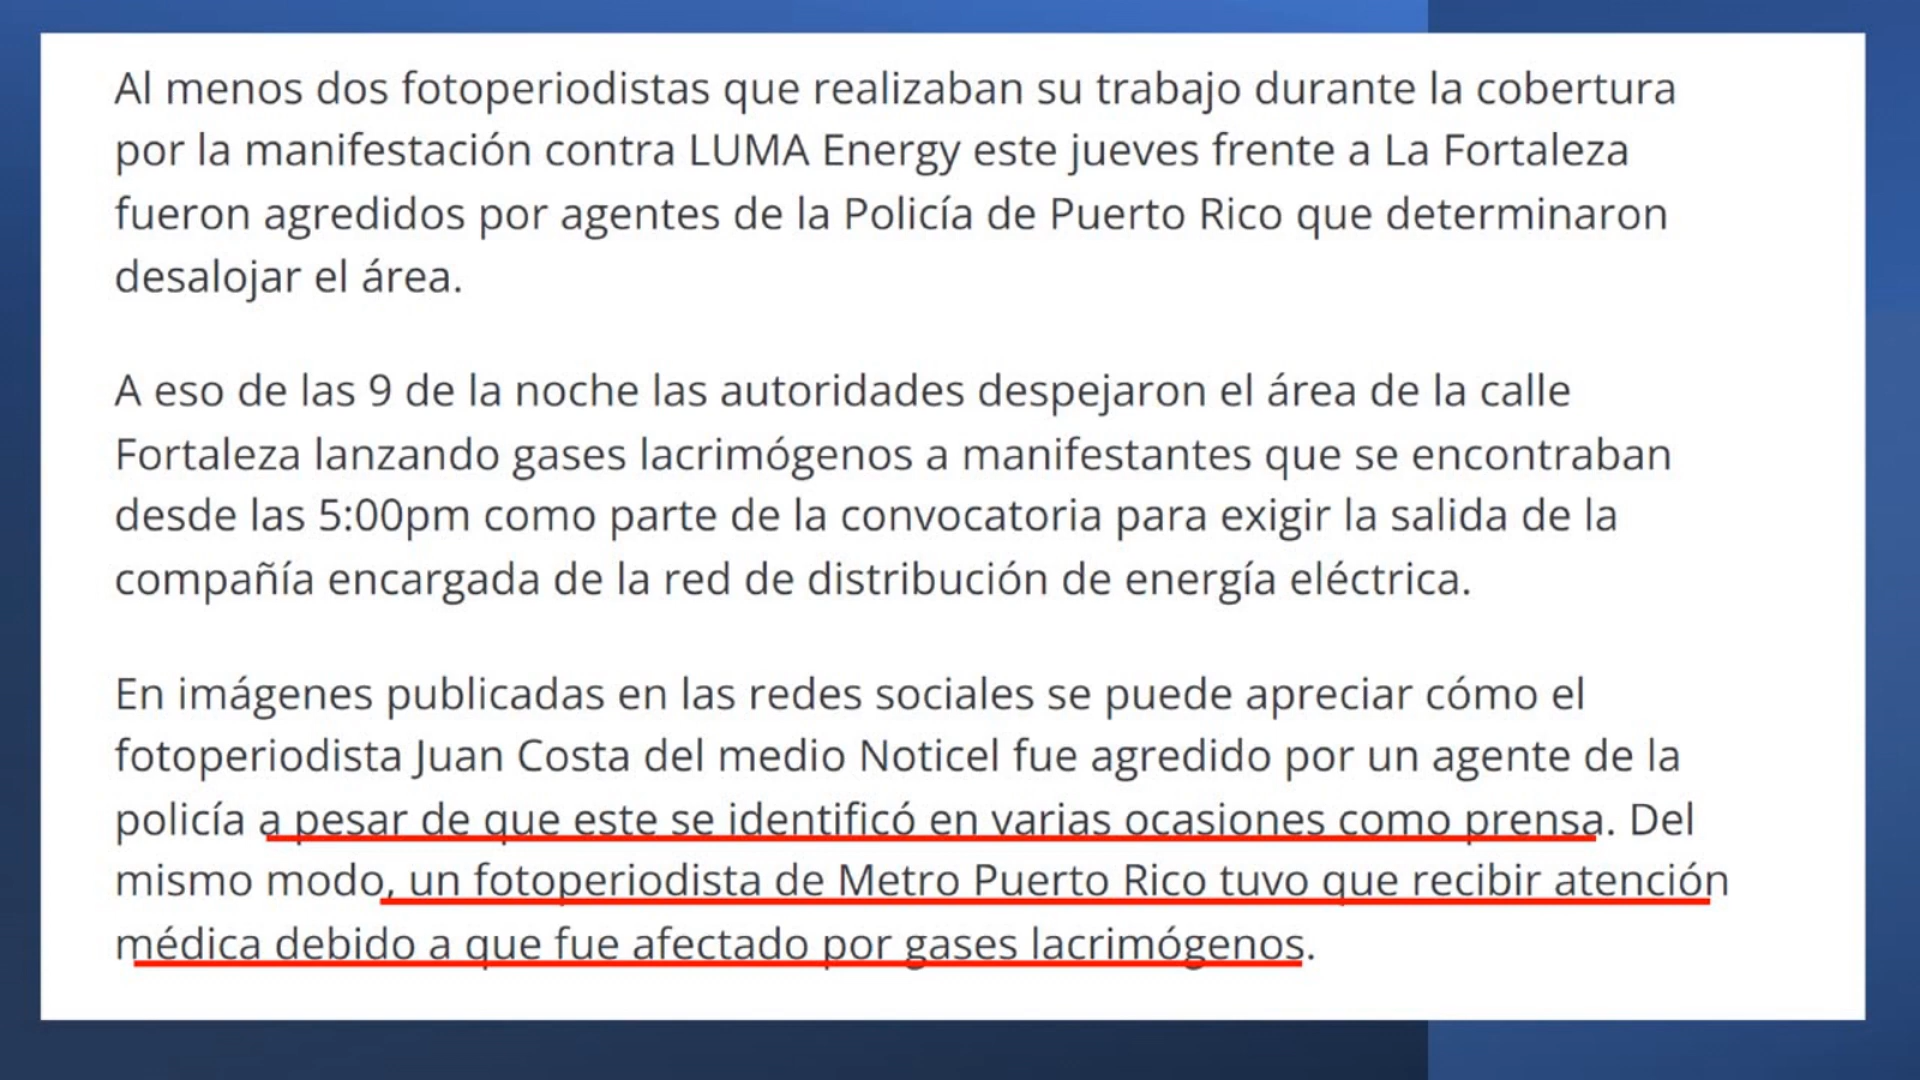 Al menos dos fotoperiodistas que realizaban su trabajo durante la cobertura
por la manifestación contra LUMA Energy este jueves frente a La Fortaleza
fueron agredidos por agentes de la Policía de Puerto Rico que determinaron
desalojar el área.
A eso de las 9 de la noche las autoridades despejaron el área de la calle
Fortaleza lanzando gases lacrimógenos a manifestantes que se encontraban
desde las 5:00pm como parte de la convocatoria para exigir la salida de la
compañía encargada de la red de distribución de energía eléctrica.
En imágenes publicadas en las redes sociales se puede apreciar cómo el
fotoperiodista Juan Costa del medio Noticel fue agredido por un agente de la
policía a pesar de que este se identificó en varias ocasiones como prensa. Del
mismo modo, un fotoperiodista de Metro Puerto Rico tuvo que recibir atención
médica debido a que fue afectado por gases lacrimógenos.